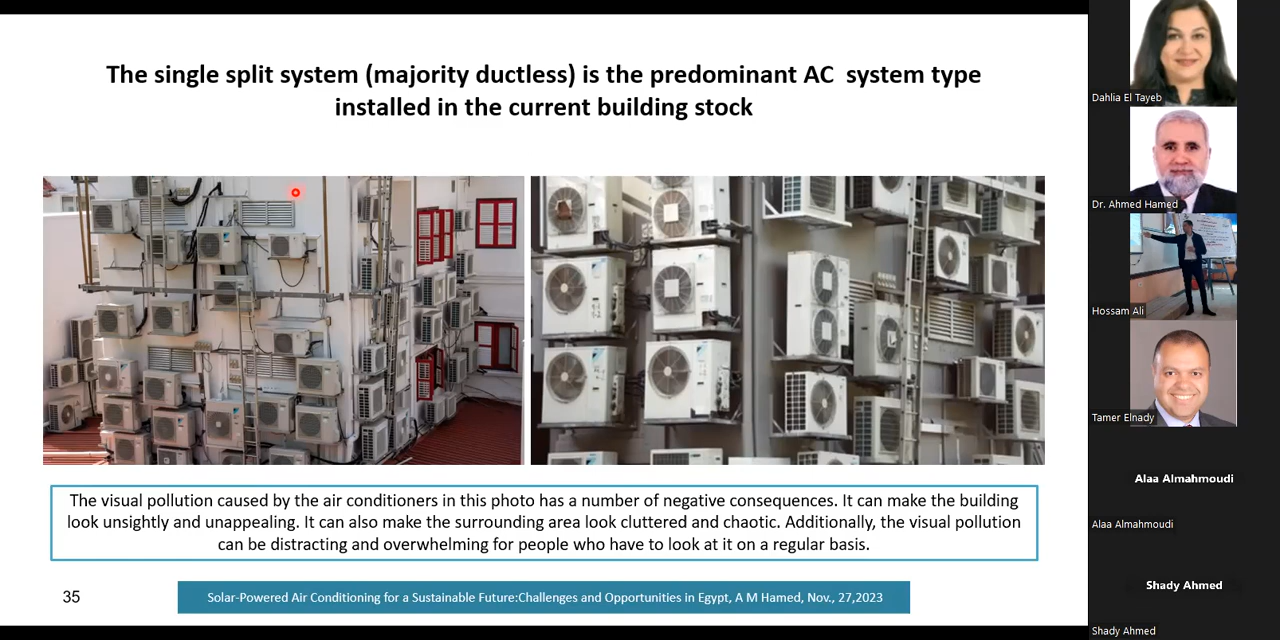 The single split system (majority ductless) is the predominant AC system type
installed in the current building stock
The visual pollution caused by the air conditioners in this photo has a number of negative consequences. It can make the building
look unsightly and unappealing. It can also make the surrounding area look cluttered and chaotic. Additionally, the visual pollution
can be distracting and overwhelming for people who have to look at it on a regular basis.
35
Solar-Powered Air Conditioning for a Sustainable Future:Challenges and Opportunities in Egypt, A M Hamed, Nov., 27,2023
Dahlia El Tayeb
Dr. Ahmed Hamed
Hossam Ali
Tamer Elnady
Alaa Almahmoudi
Alaa Almahmoudi
Shady Ahmed
Shady Ahmed